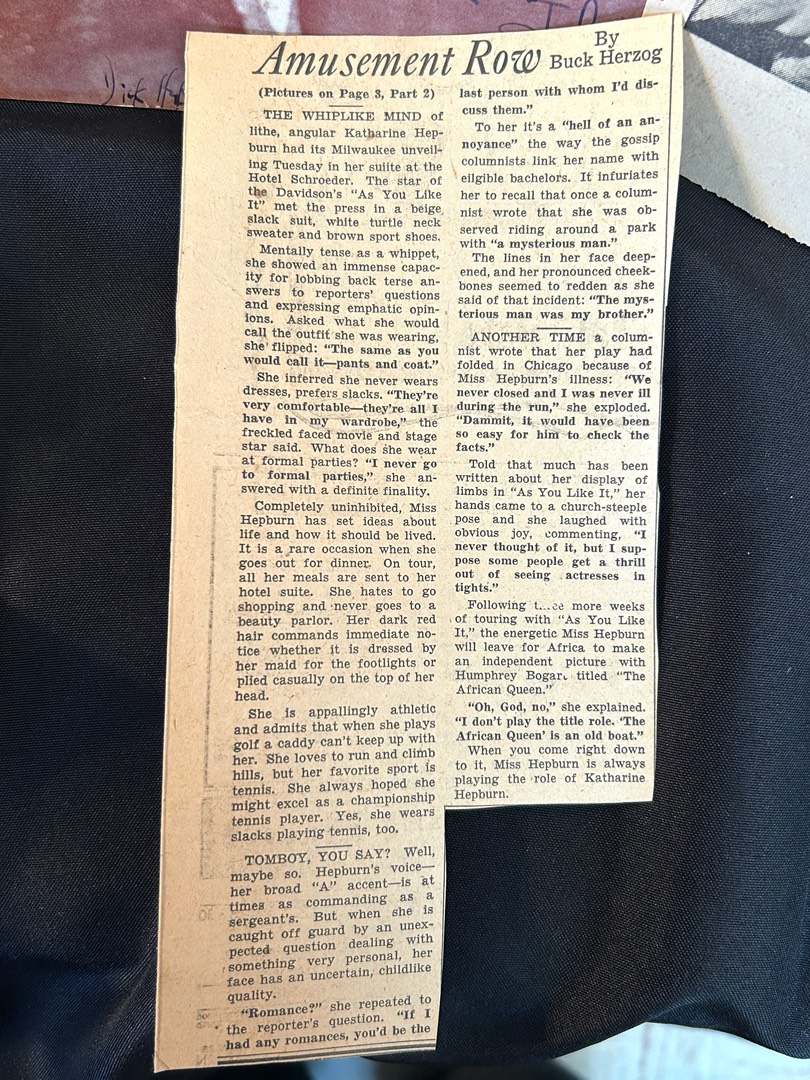 Amusement Row
By
Buck Herzog
(Pictures on Page 3, Part 2)
THE WHIPLIKE MIND of
lithe, angular Katharine Hep-
burn had its Milwaukee unveil-
ing Tuesday in her suiite at the
Hotel Schroeder. The star of
the Davidson's "As You Like
It" met the press in a beige
slack suit, white turtle neck
sweater and brown sport shoes.
Mentally tense as a whippet,
she showed an immense capac-
ity for lobbing back terse an-
swers to reporters' questions
and expressing emphatic opin-
ions. Asked what she would
call the outfit she was wearing,
she flipped: "The same as you
would call it—pants and coat."
She inferred she never wears
dresses, prefers slacks. "They're
very comfortable—they're all I
have in my wardrobe," the
freckled faced movie and stage
star said. What does she wear
at formal parties? "I never go
to formal parties," she an-
swered with a definite finality.
Completely uninhibited, Miss
Hepburn has set ideas about
life and how it should be lived.
It is a rare occasion when she
goes out for dinner. On tour,
all her meals are sent to her
hotel suite. She hates to go
shopping and never goes to a
beauty parlor. Her dark red
hair commands immediate no-
tice whether it is dressed by
her maid for the footlights or
plied casually on the top of her
head.
She is appallingly athletic
and admits that when she plays
golf a caddy can't keep up with
her. She loves to run and climb
hills, but her favorite sport is
tennis. She always hoped she
might excel as a championship
tennis player. Yes, she wears
slacks playing tennis, too.
TOMBOY, YOU SAY? Well,
maybe so. Hepburn's voice—
her broad "A" accent—is at
times as commanding as a
sergeant's. But when she is
caught off guard by an unex-
pected question dealing with
something very personal, her
face has an uncertain, childlike
quality.
"Romance?" she repeated to
the reporter's question. "If I
had any romances, you'd be the
last person with whom I'd dis-
cuss them."
To her it's a "hell of an an-
noyance" the way the gossip
columnists link her name with
eilgible bachelors. It infuriates
her to recall that once a colum-
nist wrote that she was ob-
served riding around a park
with "a mysterious man."
The lines in her face deep-
ened, and her pronounced cheek-
bones seemed to redden as she
said of that incident: "The mys-
terious man was my brother."
ANOTHER TIME a colum-
nist wrote that her play had
folded in Chicago because of
Miss Hepburn's illness: "We
never closed and I was never ill
during the run," she exploded.
"Dammit, it would have been
so easy for him to check the
facts."
Told that much has been
written about her display of
limbs in "As You Like It," her
hands came to a church-steeple
pose and she laughed with
obvious joy, commenting, "I
never thought of it, but I sup-
pose some people get a thrill
out of seeing actresses in
tights."
Following more weeks
of touring with "As You Like
It," the energetic Miss Hepburn
will leave for Africa to make
an independent picture with
Humphrey Bogart titled "The
African Queen."
"Oh, God, no," she explained.
"I don't play the title role. 'The
African Queen' is an old boat."
When you come right down
to it, Miss Hepburn is always
playing the role of Katharine
Hepburn.